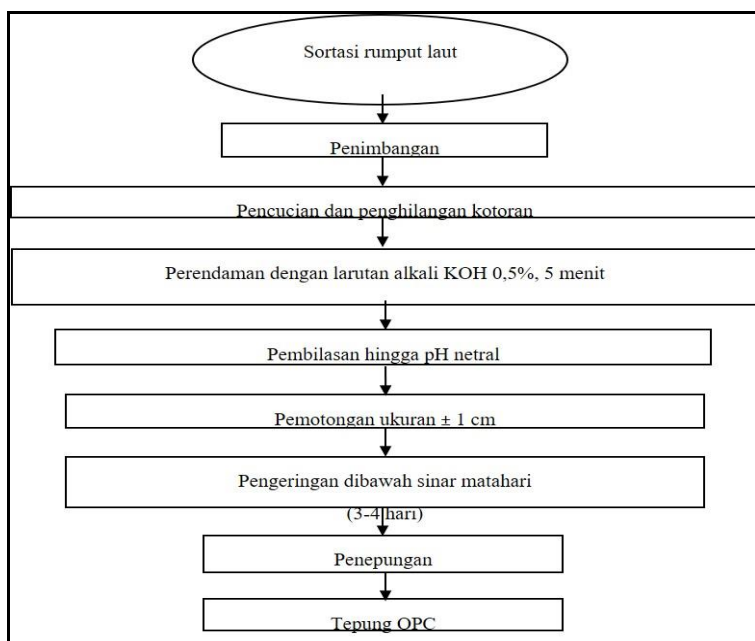 Sortasi rumput laut
Penimbangan
Pencucian dan penghilangan kotoran
Perendaman dengan larutan alkali KOH 0,5%, 5 menit
Pembilasan hingga pH netral
Pemotongan ukuran ± 1 cm
Pengeringan dibawah sinar matahari
(3-4 hari)
Penepungan
Tepung OPC